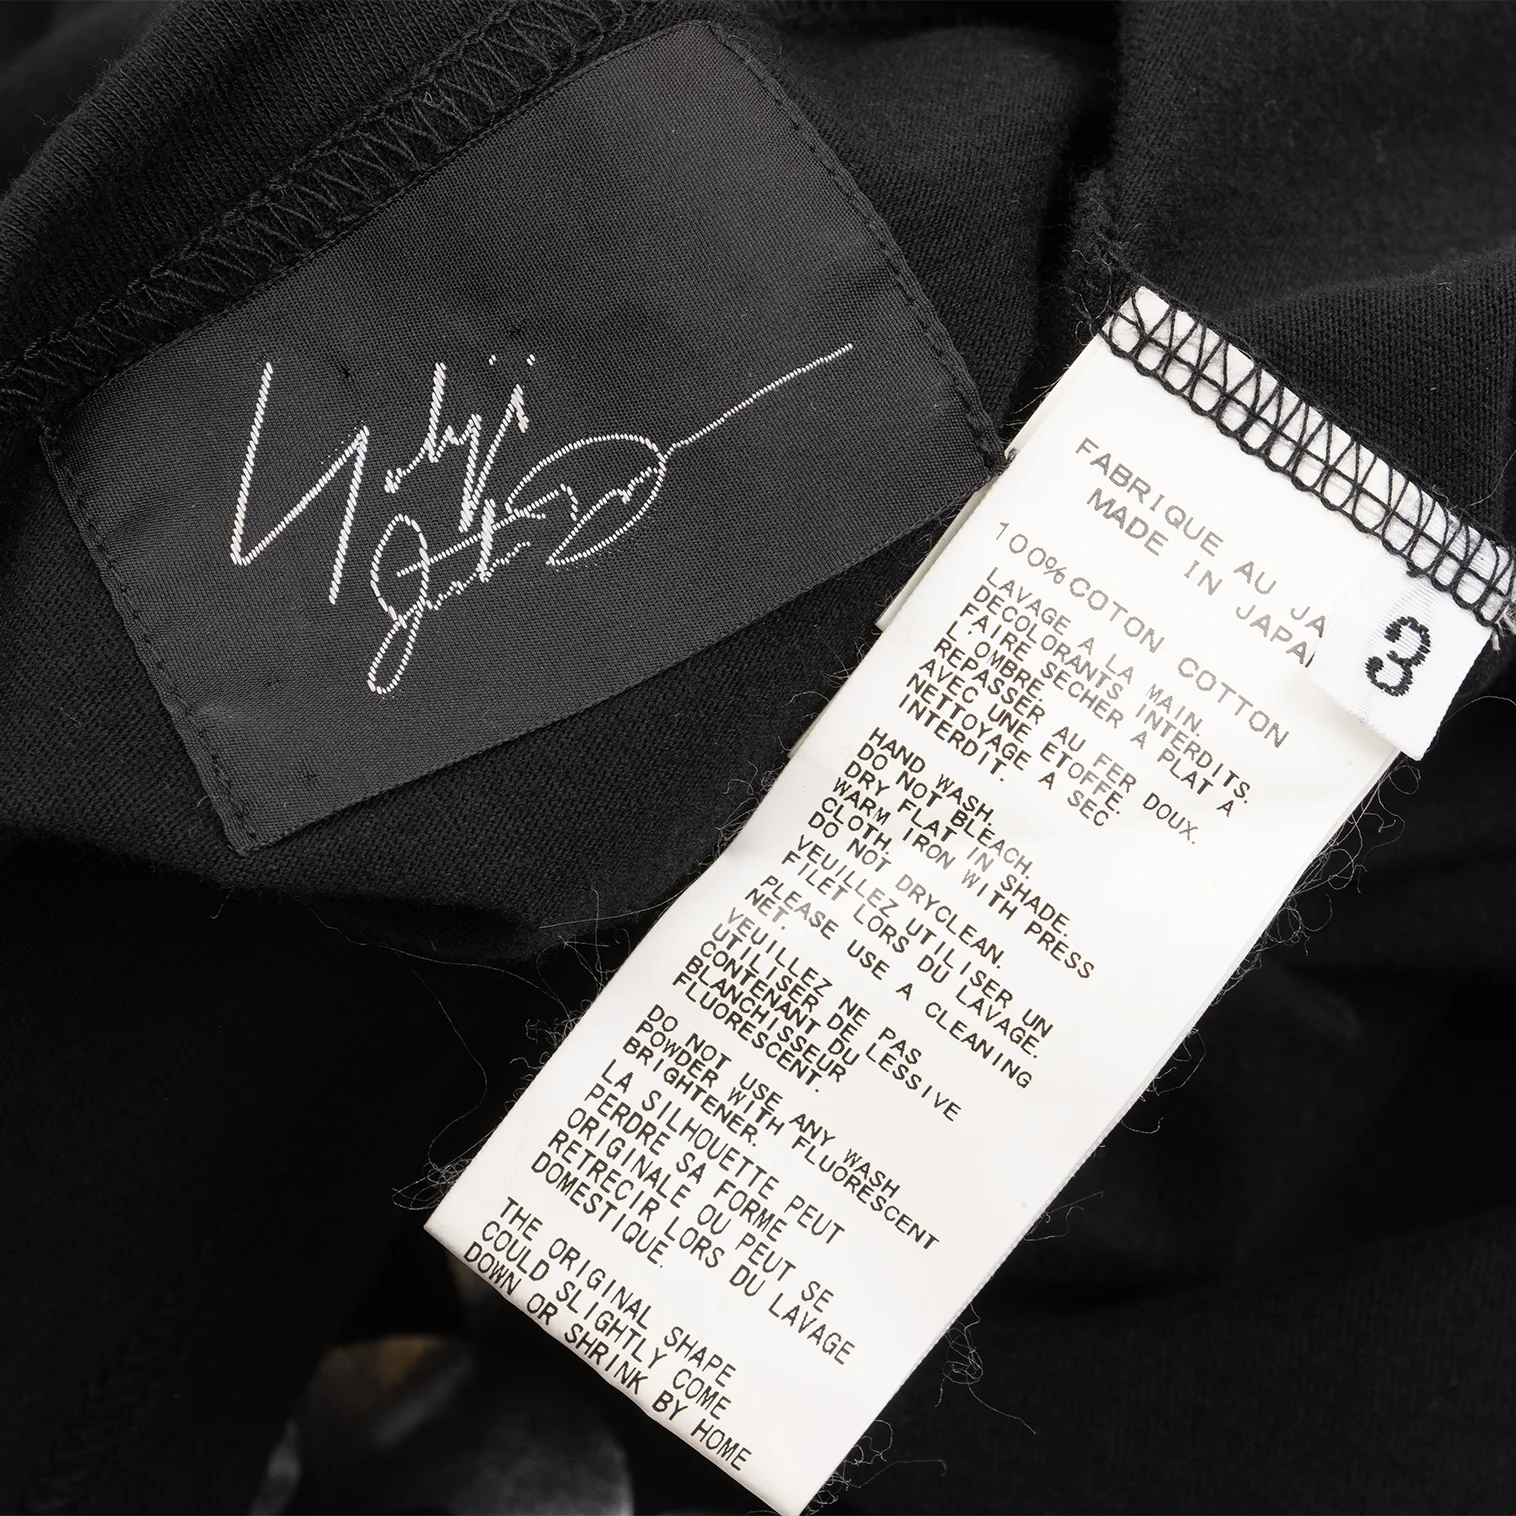 Yohji Yamamoto
FABRIQUE AU JA
MADE IN JAPA
3
100% COTON COTTON
LAVAGE A LA MAIN.
DECOLORANTS INTERDITS.
FAIRE SECHER A PLAT A
L'OMBRE.
REPASSER AU FER DOUX.
AVEC UNE ETOFFE.
NETTOYAGE A SEC
INTERDIT.
HAND WASH.
DO NOT BLEACH.
DRY FLAT IN SHADE.
WARM IRON WITH PRESS
CLOTH.
DO NOT DRYCLEAN.
VEUILLEZ UTILISER UN
FILET LORS DU LAVAGE.
PLEASE USE A CLEANING
NET.
VEUILLEZ NE PAS
UTILISER DE LESSIVE
CONTENANT DU
BLANCHISSEUR
FLUORESCENT.
DO NOT USE ANY WASH
POWDER WITH FLUORESCENT
BRIGHTENER.
LA SILHOUETTE PEUT
PERDRE SA FORME
ORIGINALE OU PEUT SE
RETRECIR LORS DU LAVAGE
DOMESTIQUE.
THE ORIGINAL SHAPE
COULD SLIGHTLY COME
DOWN OR SHRINK BY HOME